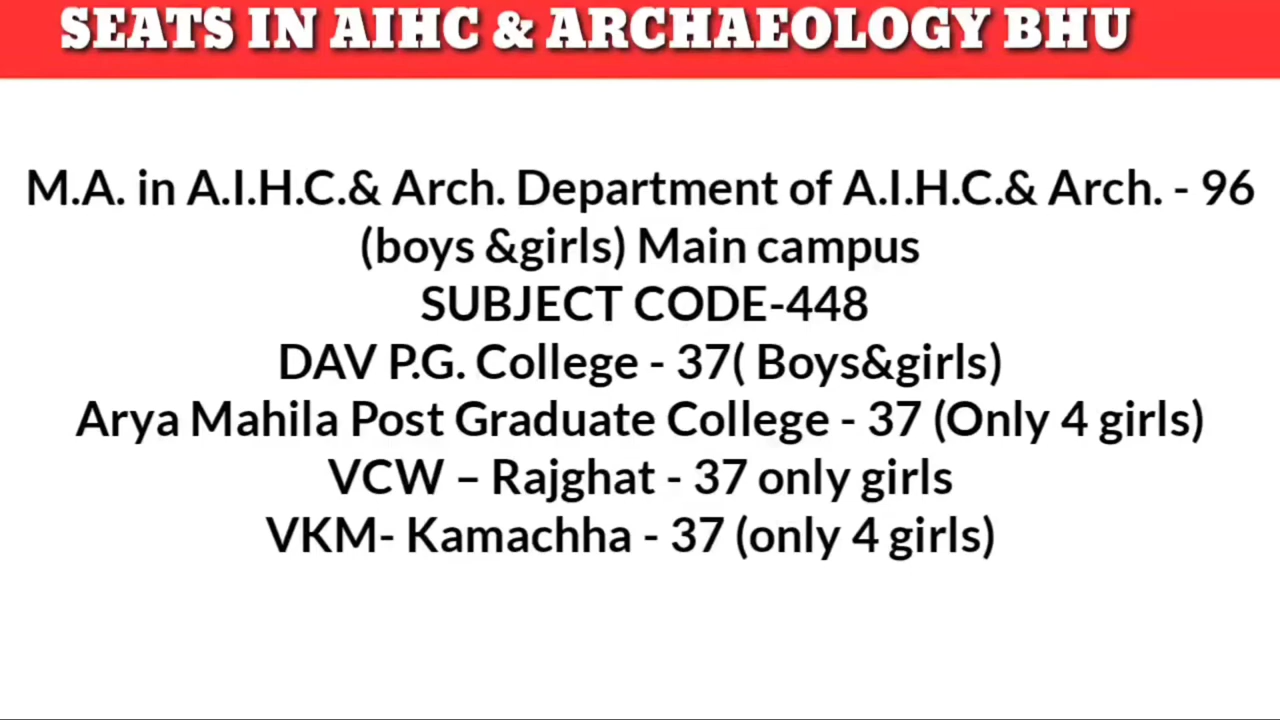 SEATS IN AIHC & ARCHAEOLOGY BHU
M.A. in A.I.H.C.& Arch. Department of A.I.H.C.& Arch. - 96
(boys &girls) Main campus
SUBJECT CODE-448
DAV P.G. College - 37( Boys&girls)
Arya Mahila Post Graduate College - 37 (Only 4 girls)
VCW – Rajghat - 37 only girls
VKM- Kamachha - 37 (only 4 girls)